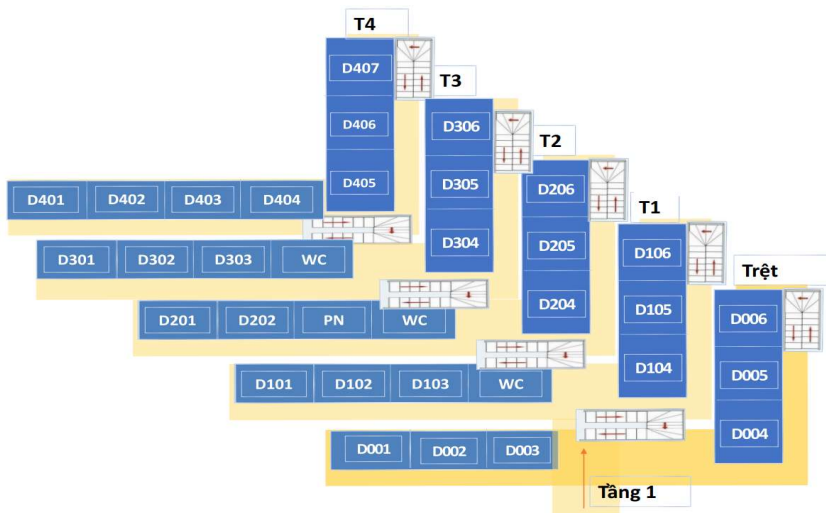 T4
D407
D406
D405
D401 D402 D403 D404
T3
D306
D305
D304
D301 D302 D303 WC
T2
D206
D205
D204
D201 D202 PN WC
T1
D106
D105
D104
D101 D102 D103 WC
Trệt
D006
D005
D004
D001 D002 D003
Tầng 1